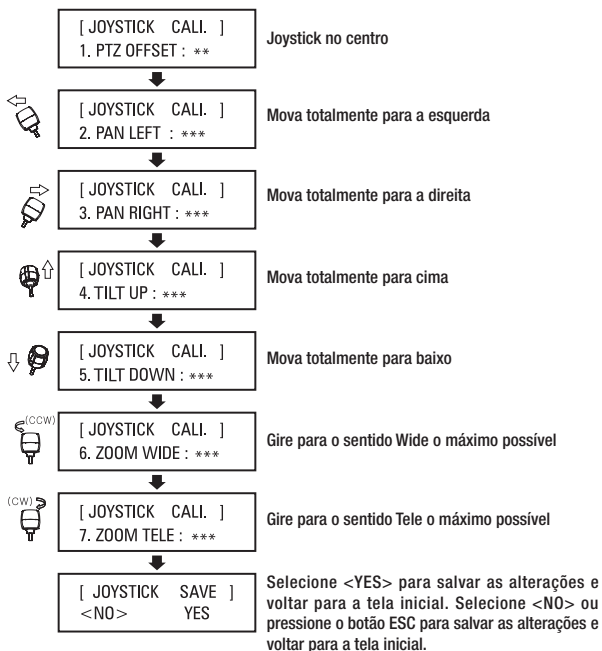 [ JOYSTICK CALI. ]
1. PTZ OFFSET : **
Joystick no centro
[ JOYSTICK CALI. ]
2. PAN LEFT : ***
Mova totalmente para a esquerda
[ JOYSTICK CALI. ]
3. PAN RIGHT : ***
Mova totalmente para a direita
[ JOYSTICK CALI. ]
4. TILT UP : ***
Mova totalmente para cima
[ JOYSTICK CALI. ]
5. TILT DOWN : ***
Mova totalmente para baixo
(CCW)
[ JOYSTICK CALI. ]
6. ZOOM WIDE : ***
Gire para o sentido Wide o máximo possível
(CW)
[ JOYSTICK CALI. ]
7. ZOOM TELE : ***
Gire para o sentido Tele o máximo possível
[ JOYSTICK SAVE ]
<NO> YES
Selecione <YES> para salvar as alterações e
voltar para a tela inicial. Selecione <NO> ou
pressione o botão ESC para salvar as alterações e
voltar para a tela inicial.